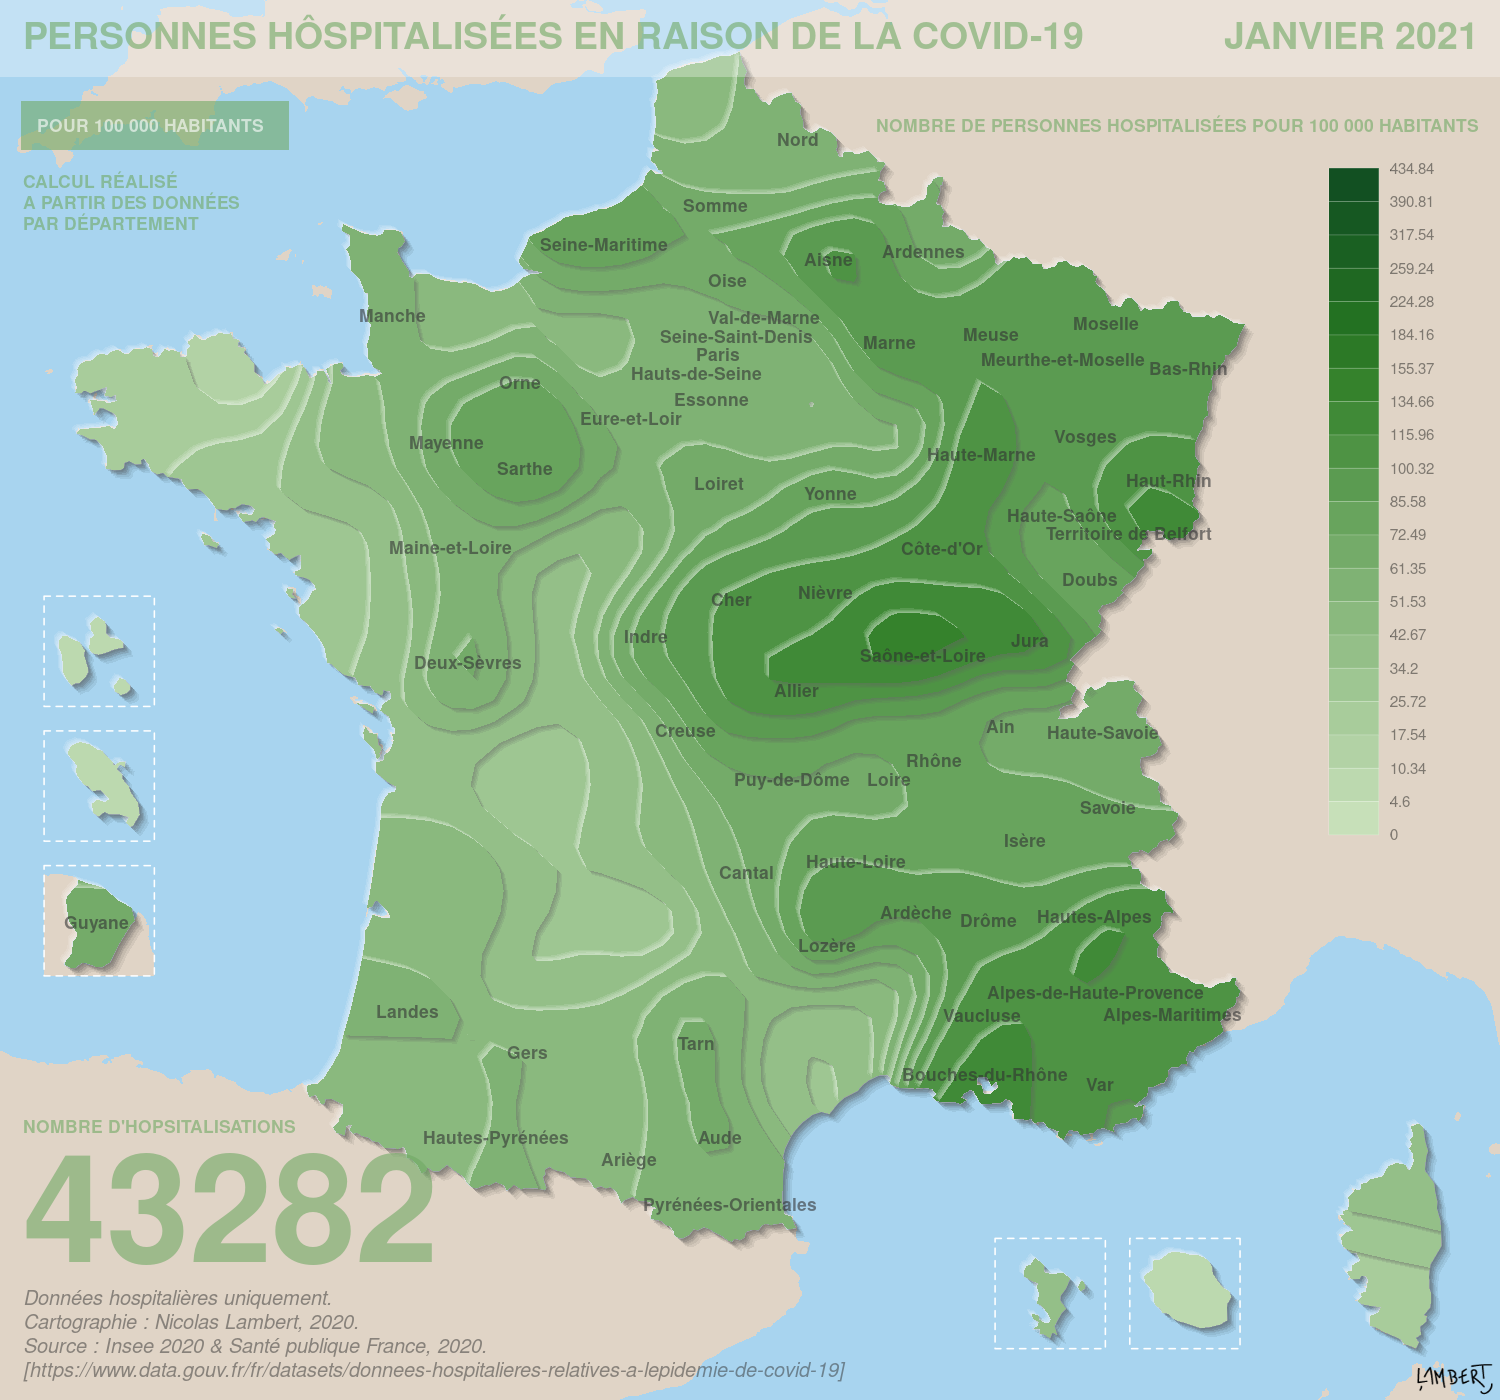 PERSONNES HÔSPITALISÉES EN RAISON DE LA COVID-19
JANVIER 2021
POUR 100 000 HABITANTS
CALCUL RÉALISÉ
A PARTIR DES DONNÉES
PAR DÉPARTEMENT
NOMBRE DE PERSONNES HOSPITALISÉES POUR 100 000 HABITANTS
434.84
390.81
317.54
259.24
224.28
184.16
155.37
134.66
115.96
100.32
85.58
72.49
61.35
51.53
42.67
34.2
25.72
17.54
10.34
4.6
0
Nord
Somme
Seine-Maritime
Aisne
Ardennes
Oise
Manche
Val-de-Marne
Seine-Saint-Denis
Paris
Hauts-de-Seine
Essonne
Marne
Meuse
Moselle
Meurthe-et-Moselle
Bas-Rhin
Orne
Eure-et-Loir
Mayenne
Sarthe
Vosges
Haute-Marne
Haut-Rhin
Loiret
Yonne
Haute-Saône
Territoire de Belfort
Maine-et-Loire
Côte-d'Or
Doubs
Cher
Nièvre
Indre
Jura
Saône-et-Loire
Deux-Sèvres
Allier
Creuse
Ain
Haute-Savoie
Rhône
Puy-de-Dôme
Loire
Savoie
Isère
Haute-Loire
Cantal
Ardèche
Drôme
Hautes-Alpes
Guyane
Lozère
Alpes-de-Haute-Provence
Landes
Vaucluse
Alpes-Maritimes
Tarn
Gers
Bouches-du-Rhône
Var
Hautes-Pyrénées
Aude
Ariège
Pyrénées-Orientales
NOMBRE D'HOPSITALISATIONS
43282
Données hospitalières uniquement.
Cartographie : Nicolas Lambert, 2020.
Source : Insee 2020 & Santé publique France, 2020.
[https://www.data.gouv.fr/fr/datasets/donnees-hospitalieres-relatives-a-lepidemie-de-covid-19]
LAMBERT